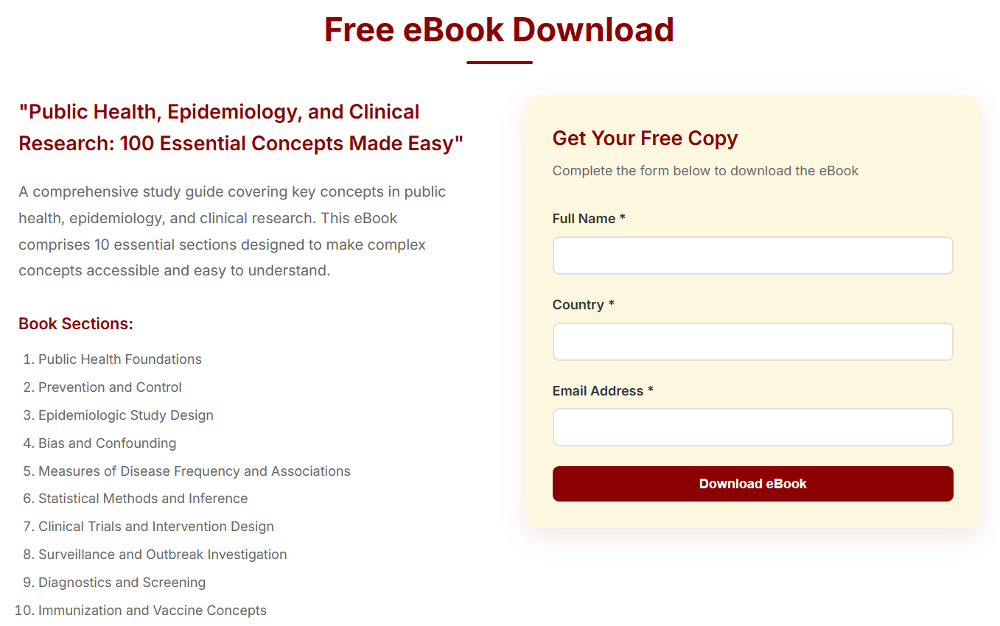 Free eBook Download
"Public Health, Epidemiology, and Clinical
Research: 100 Essential Concepts Made Easy"
A comprehensive study guide covering key concepts in public
health, epidemiology, and clinical research. This eBook
comprises 10 essential sections designed to make complex
concepts accessible and easy to understand.
Book Sections:
1. Public Health Foundations
2. Prevention and Control
3. Epidemiologic Study Design
4. Bias and Confounding
5. Measures of Disease Frequency and Associations
6. Statistical Methods and Inference
7. Clinical Trials and Intervention Design
8. Surveillance and Outbreak Investigation
9. Diagnostics and Screening
10. Immunization and Vaccine Concepts
Get Your Free Copy
Complete the form below to download the eBook
Full Name *
Country *
Email Address *
Download eBook